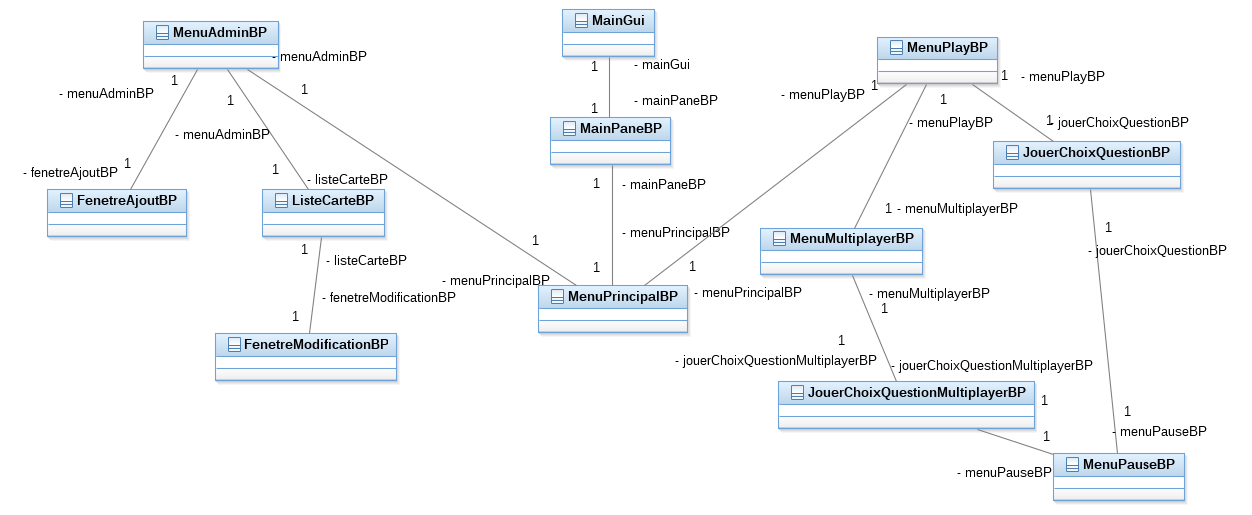 MainGui
MenuAdminBP
MenuPlayBP
- menuAdminBP
- mainGui
1
1
1
- menuPlayBP
1
1
1
- menuAdminBP
- menuPlayBP
1
- mainPaneBP
1
1
- menuPlayBP
1
- jouerChoixQuestionBP
MainPaneBP
- menuAdminBP
JouerChoixQuestionBP
1
1
- fenetreAjoutBP
- listeCarteBP
1
- mainPaneBP
FenetreAjoutBP
ListeCarteBP
1
- menuMultiplayerBP
1
- menuPrincipalBP
1
MenuMultiplayerBP
1
- listeCarteBP
- jouerChoixQuestionBP
1
1
- menuPrincipalBP
- menuPrincipalBP
- menuMultiplayerBP
- fenetreModificationBP
MenuPrincipalBP
1
1
FenetreModificationBP
1
- jouerChoixQuestionMultiplayerBP
- jouerChoixQuestionMultiplayerBP
JouerChoixQuestionMultiplayerBP
1
1
- menuPauseBP
1
MenuPauseBP
- menuPauseBP